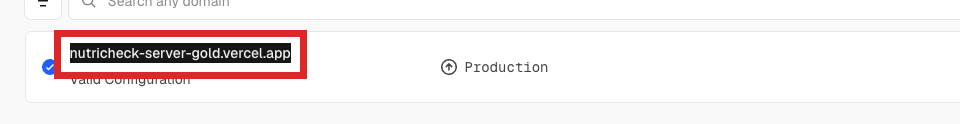 Search any domain
nutricheck-server-gold.vercel.app
Production
Valid Configuration